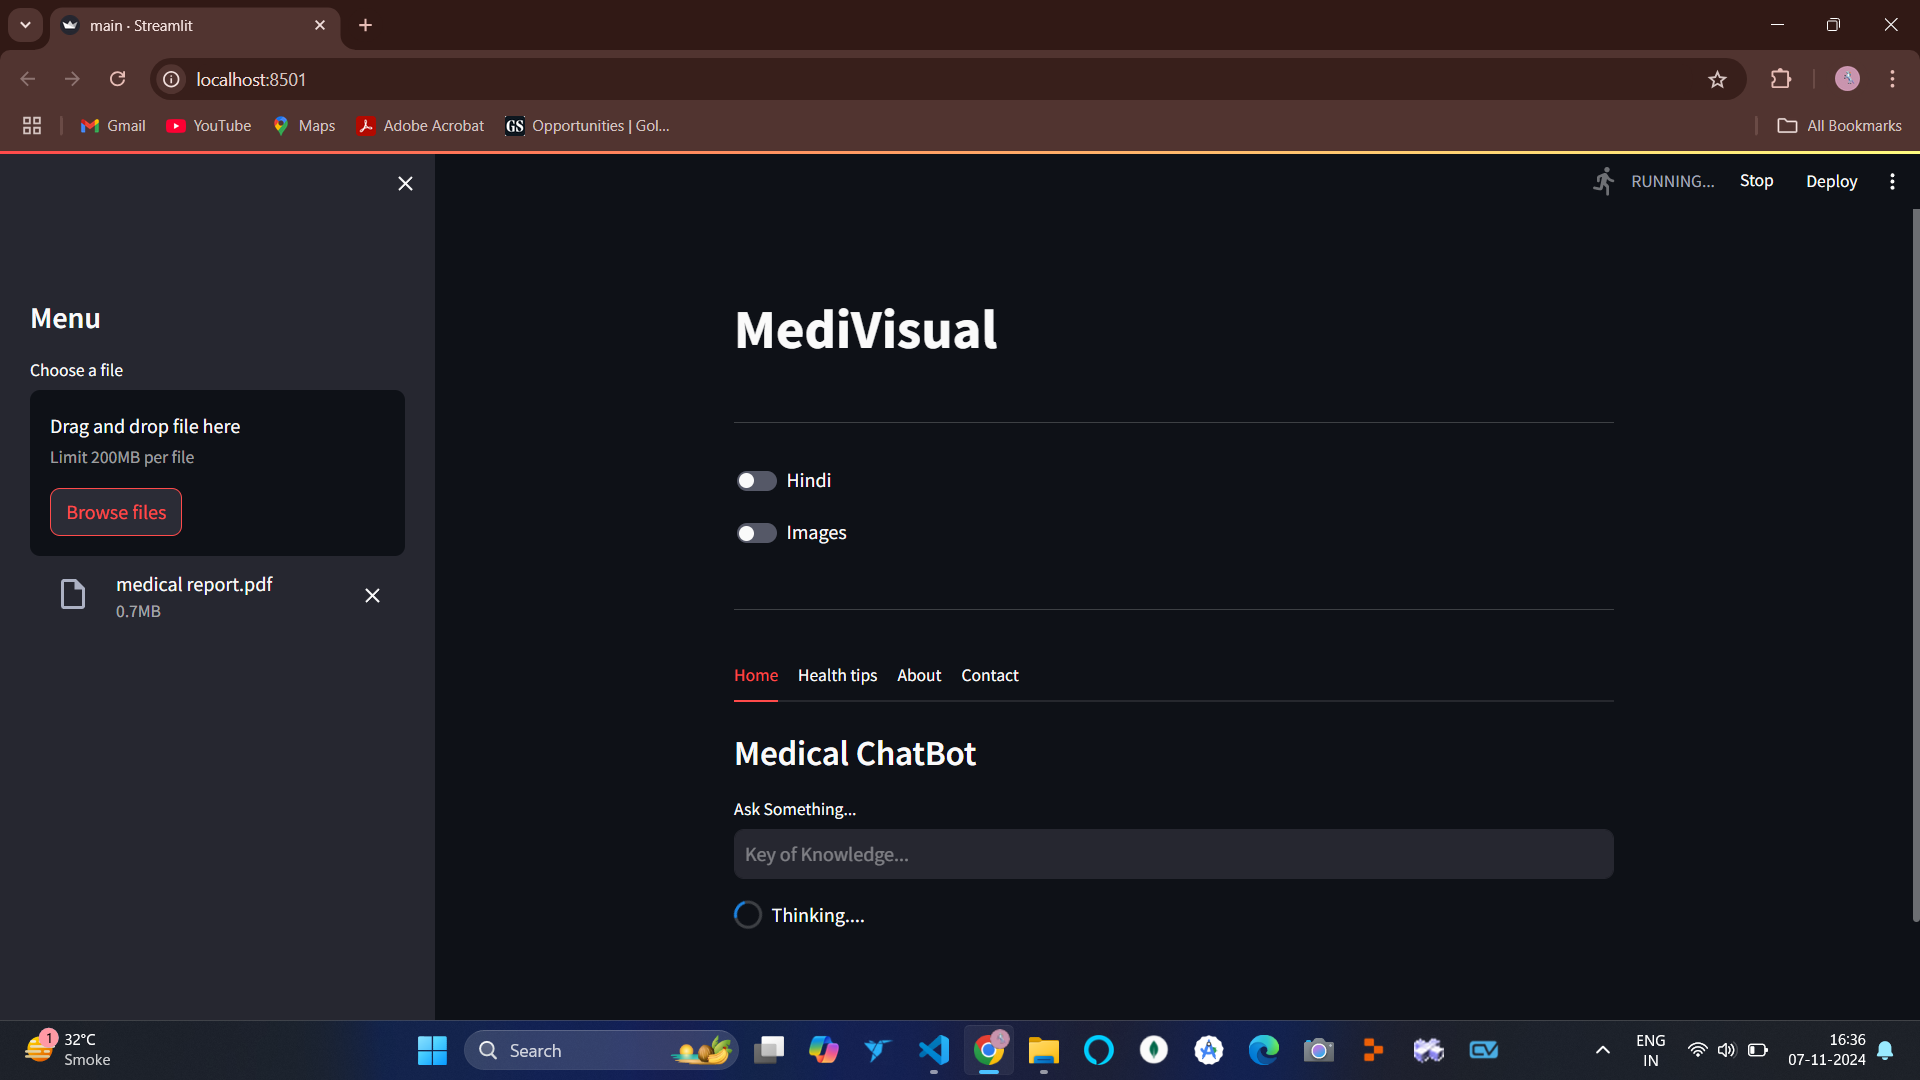 main · Streamlit
localhost:8501
Gmail
YouTube
Maps
Adobe Acrobat
GS
Opportunities | Gol...
All Bookmarks
RUNNING...
Stop
Deploy
Menu
Choose a file
Drag and drop file here
Limit 200MB per file
Browse files
medical report.pdf
0.7MB
MediVisual
Hindi
Images
Home
Health tips
About
Contact
Medical ChatBot
Ask Something...
Key of Knowledge...
Thinking....
1
32°C
Smoke
Search
CV
ENG
IN
16:36
07-11-2024